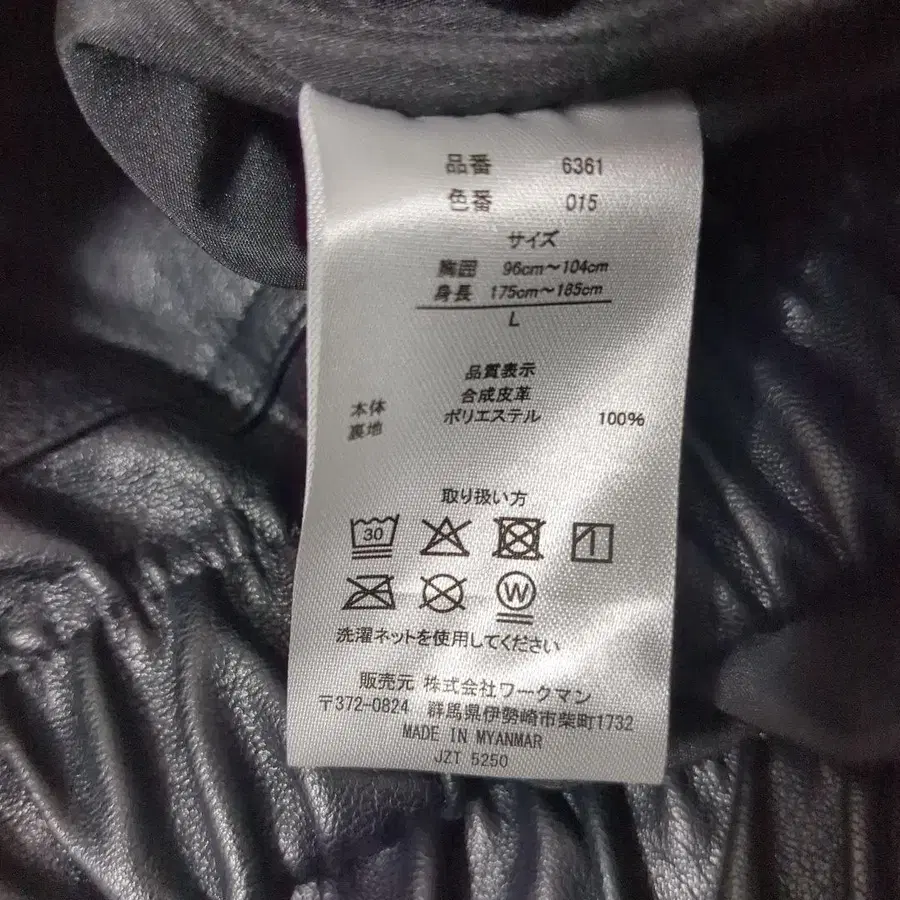 品番 6361
色番 015
サイズ
胸囲 96cm～104cm
身長 175cm～185cm
L
品質表示
本体 合成皮革
裏地 ポリエステル 100%
取り扱い方
30
W
洗濯ネットを使用してください
販売元 株式会社ワークマン
〒372-0824 群馬県伊勢崎市柴町1732
MADE IN MYANMAR
JZT 5250